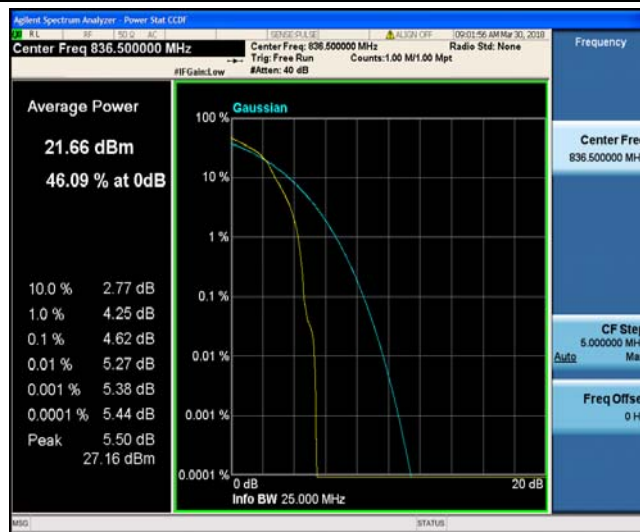 Agilent Spectrum Analyzer - Power Stat CCDF
RL RF 50 Ω AC SENSE:PULSE ALIGN OFF 09:01:56 AM Mar 30, 2018
Center Freq 836.500000 MHz
Center Freq: 836.500000 MHz Radio Std: None
Trig: Free Run Counts:1.00 M/1.00 Mpt
#IFGain:Low #Atten: 40 dB
Frequency
Average Power
21.66 dBm
46.09 % at 0dB
10.0 % 2.77 dB
1.0 % 4.25 dB
0.1 % 4.62 dB
0.01 % 5.27 dB
0.001 % 5.38 dB
0.0001 % 5.44 dB
Peak 5.50 dB
27.16 dBm
Gaussian
100 %
10 %
1 %
0.1 %
0.01 %
0.001 %
0.0001 %
0 dB 20 dB
Info BW 25.000 MHz
Center Fre
836.500000 MH
CF Step
5.000000 MH
Auto Ma
Freq Offse
0 H
MSG STATUS